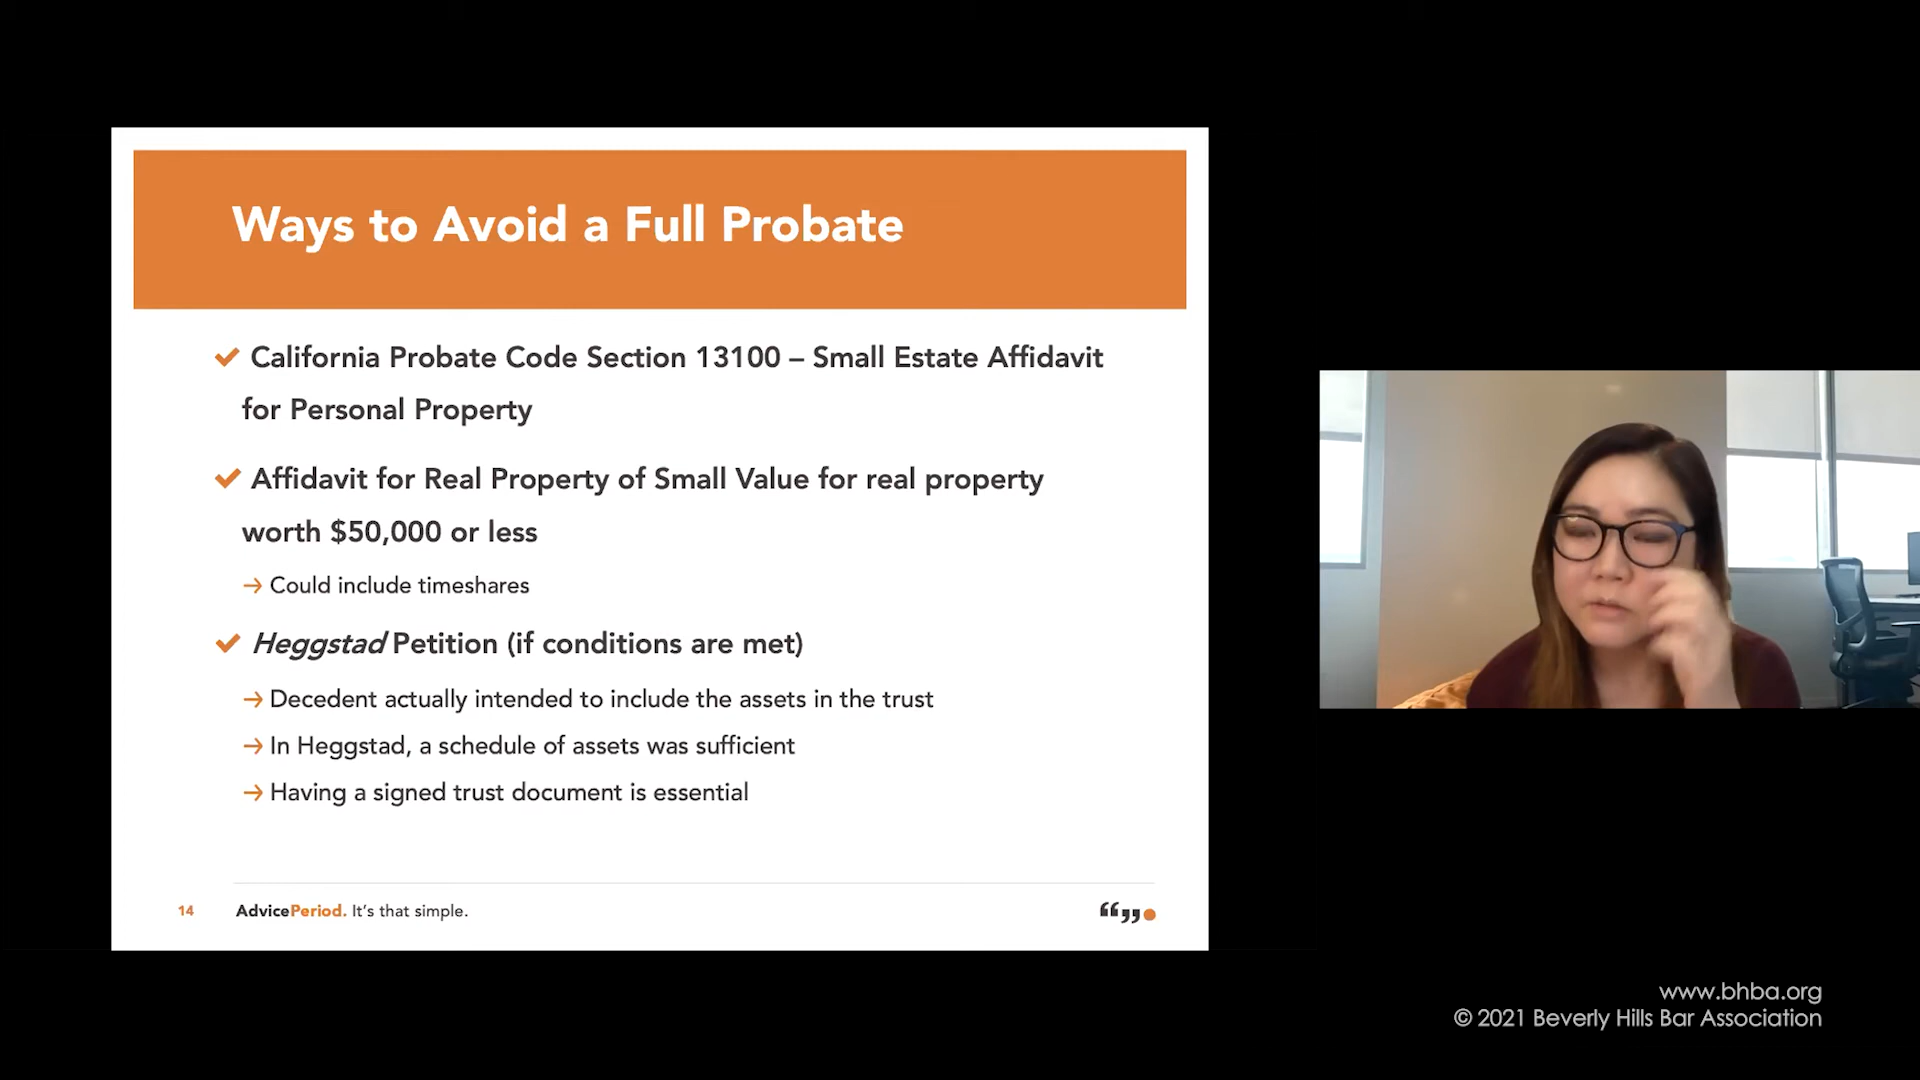 Ways to Avoid a Full Probate
California Probate Code Section 13100 – Small Estate Affidavit
for Personal Property
Affidavit for Real Property of Small Value for real property
worth $50,000 or less
→ Could include timeshares
Heggstad Petition (if conditions are met)
→ Decedent actually intended to include the assets in the trust
→ In Heggstad, a schedule of assets was sufficient
→ Having a signed trust document is essential
14 AdvicePeriod. It’s that simple.
www.bhba.org
© 2021 Beverly Hills Bar Association